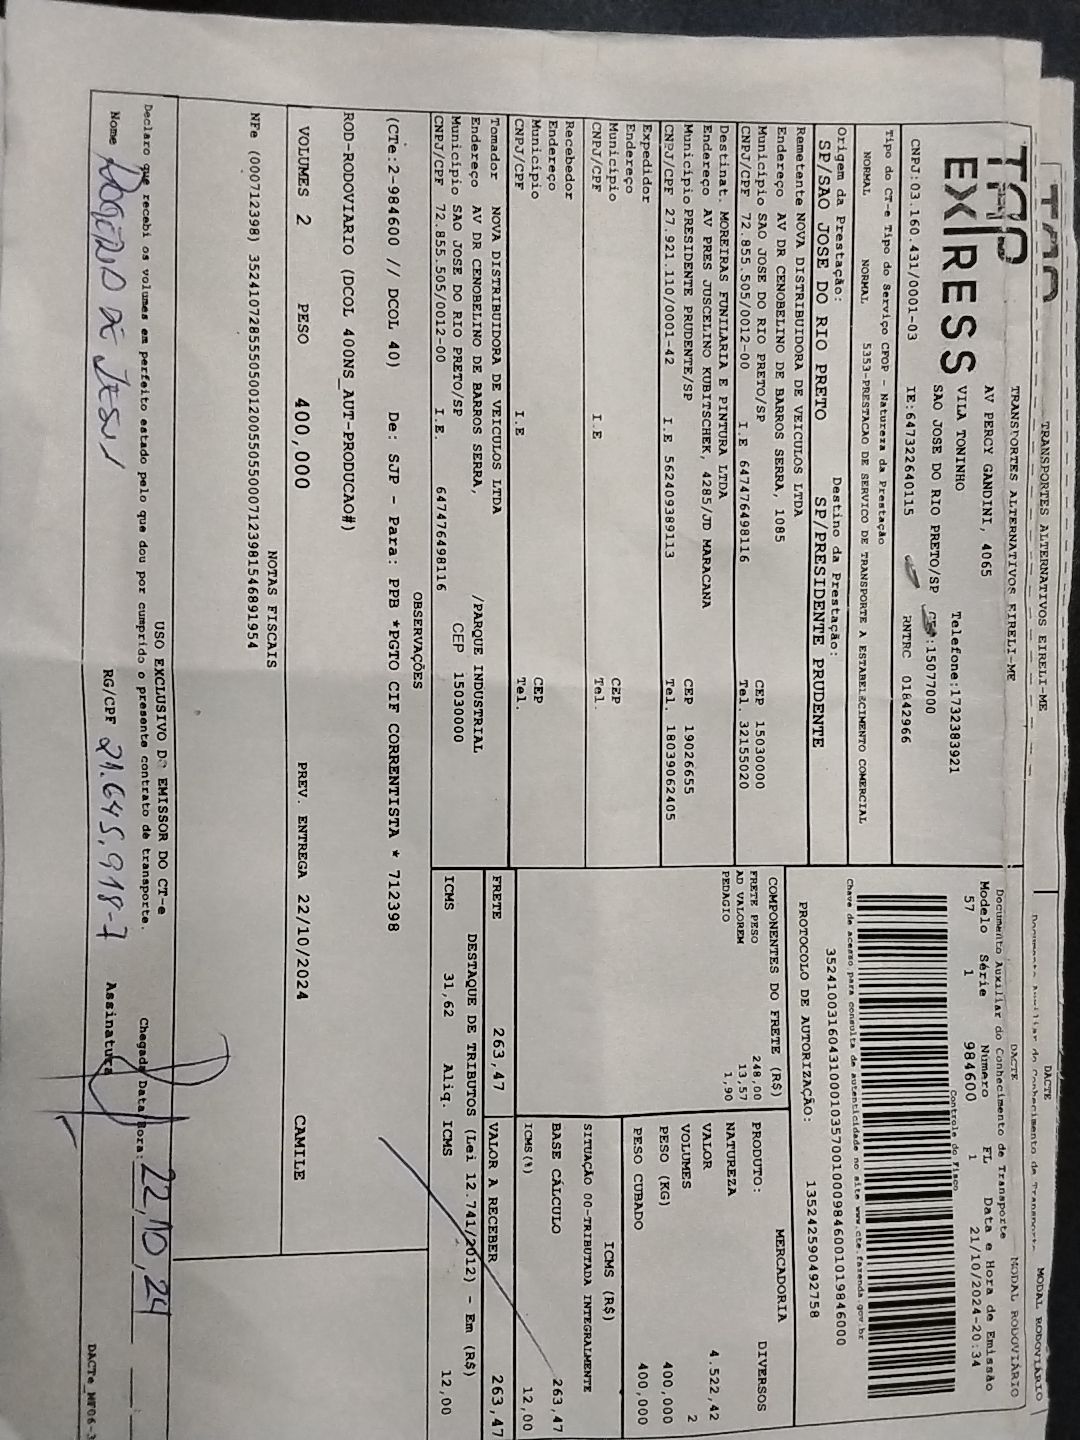 TRANSPORTES ALTERNATIVOS EIRELI-ME
DACTE
MODAL RODOVIÁRIO
TAP
EXPRESS
TRANSPORTES ALTERNATIVOS EIRELI-ME
AV PERCY GANDINI, 4065
VILA TONINHO
Telefone:1732383921
SAO JOSE DO RIO PRETO/SP
:15077000
CNPJ:03.160.431/0001-03
IE:647322640115
RNTRC 01842966
DACTE
MODAL RODOVIÁRIO
Documento Auxiliar do Conhecimento de Transporte
Modelo Série Número FL Data e Hora de Emissão
57 1 984600 1 21/10/2024-20:34
Controle do Fisco
Chave de acesso para consulta de autenticidade no site www.cte.fazenda.gov.br
35241003160431000103570010009846001019846000
PROTOCOLO DE AUTORIZAÇÃO: 135242590492758
Tipo do CT-e Tipo do Serviço CFOP - Natureza da Prestação
NORMAL NORMAL 5353-PRESTACAO DE SERVICO DE TRANSPORTE A ESTABELECIMENTO COMERCIAL
Origem da Prestação: Destino da Prestação:
SP/SAO JOSE DO RIO PRETO SP/PRESIDENTE PRUDENTE
Remetente NOVA DISTRIBUIDORA DE VEICULOS LTDA
Endereço AV DR CENOBELINO DE BARROS SERRA, 1085
Município SAO JOSE DO RIO PRETO/SP CEP 15030000
CNPJ/CPF 72.855.505/0012-00 I.E 647476498116 Tel. 32155020
Destinat. MOREIRAS FUNILARIA E PINTURA LTDA
Endereço AV PRES JUSCELINO KUBITSCHEK, 4285/JD MARACANA
Município PRESIDENTE PRUDENTE/SP CEP 19026655
CNPJ/CPF 27.921.110/0001-42 I.E 562409389113 Tel. 18039062405
Expedidor
Endereço
Município CEP
CNPJ/CPF I.E Tel.
Recebedor
Endereço
Município CEP
CNPJ/CPF I.E Tel.
Tomador NOVA DISTRIBUIDORA DE VEICULOS LTDA
Endereço AV DR CENOBELINO DE BARROS SERRA, /PARQUE INDUSTRIAL
Município SAO JOSE DO RIO PRETO/SP CEP 15030000
CNPJ/CPF 72.855.505/0012-00 I.E. 647476498116
COMPONENTES DO FRETE (R$)
FRETE PESO 248,00
AD VALOREM 13,57
PEDAGIO 1,90
MERCADORIA
PRODUTO: DIVERSOS
NATUREZA
VALOR 4.522,42
VOLUMES 2
PESO (KG) 400,000
PESO CUBADO 400,000
ICMS (R$)
SITUAÇÃO 00-TRIBUTADA INTEGRALMENTE
BASE CÁLCULO 263,47
ICMS(%) 12,00
FRETE 263,47 VALOR A RECEBER 263,47
DESTAQUE DE TRIBUTOS (Lei 12.741/2012) - Em (R$)
ICMS 31,62 Aliq. ICMS 12,00
OBSERVAÇÕES
(CTe:2-984600 // DCOL 40) De: SJP - Para: PPB *PGTO CIF CORRENTISTA * 712398
ROD-RODOVIARIO (DCOL 400NS_AUT-PRODUCAO#)
VOLUMES 2 PESO 400,000 PREV. ENTREGA 22/10/2024 CAMILE
NOTAS FISCAIS
NFe (000712398) 35241072855505001200550550007123981546891954
USO EXCLUSIVO DO EMISSOR DO CT-e
Declaro que recebi os volumes em perfeito estado pelo que dou por cumprido o presente contrato de transporte. Chegada Data Hora: 22,10,24
Nome DE JESUS RG/CPF 21.645.918-7 Assinatura